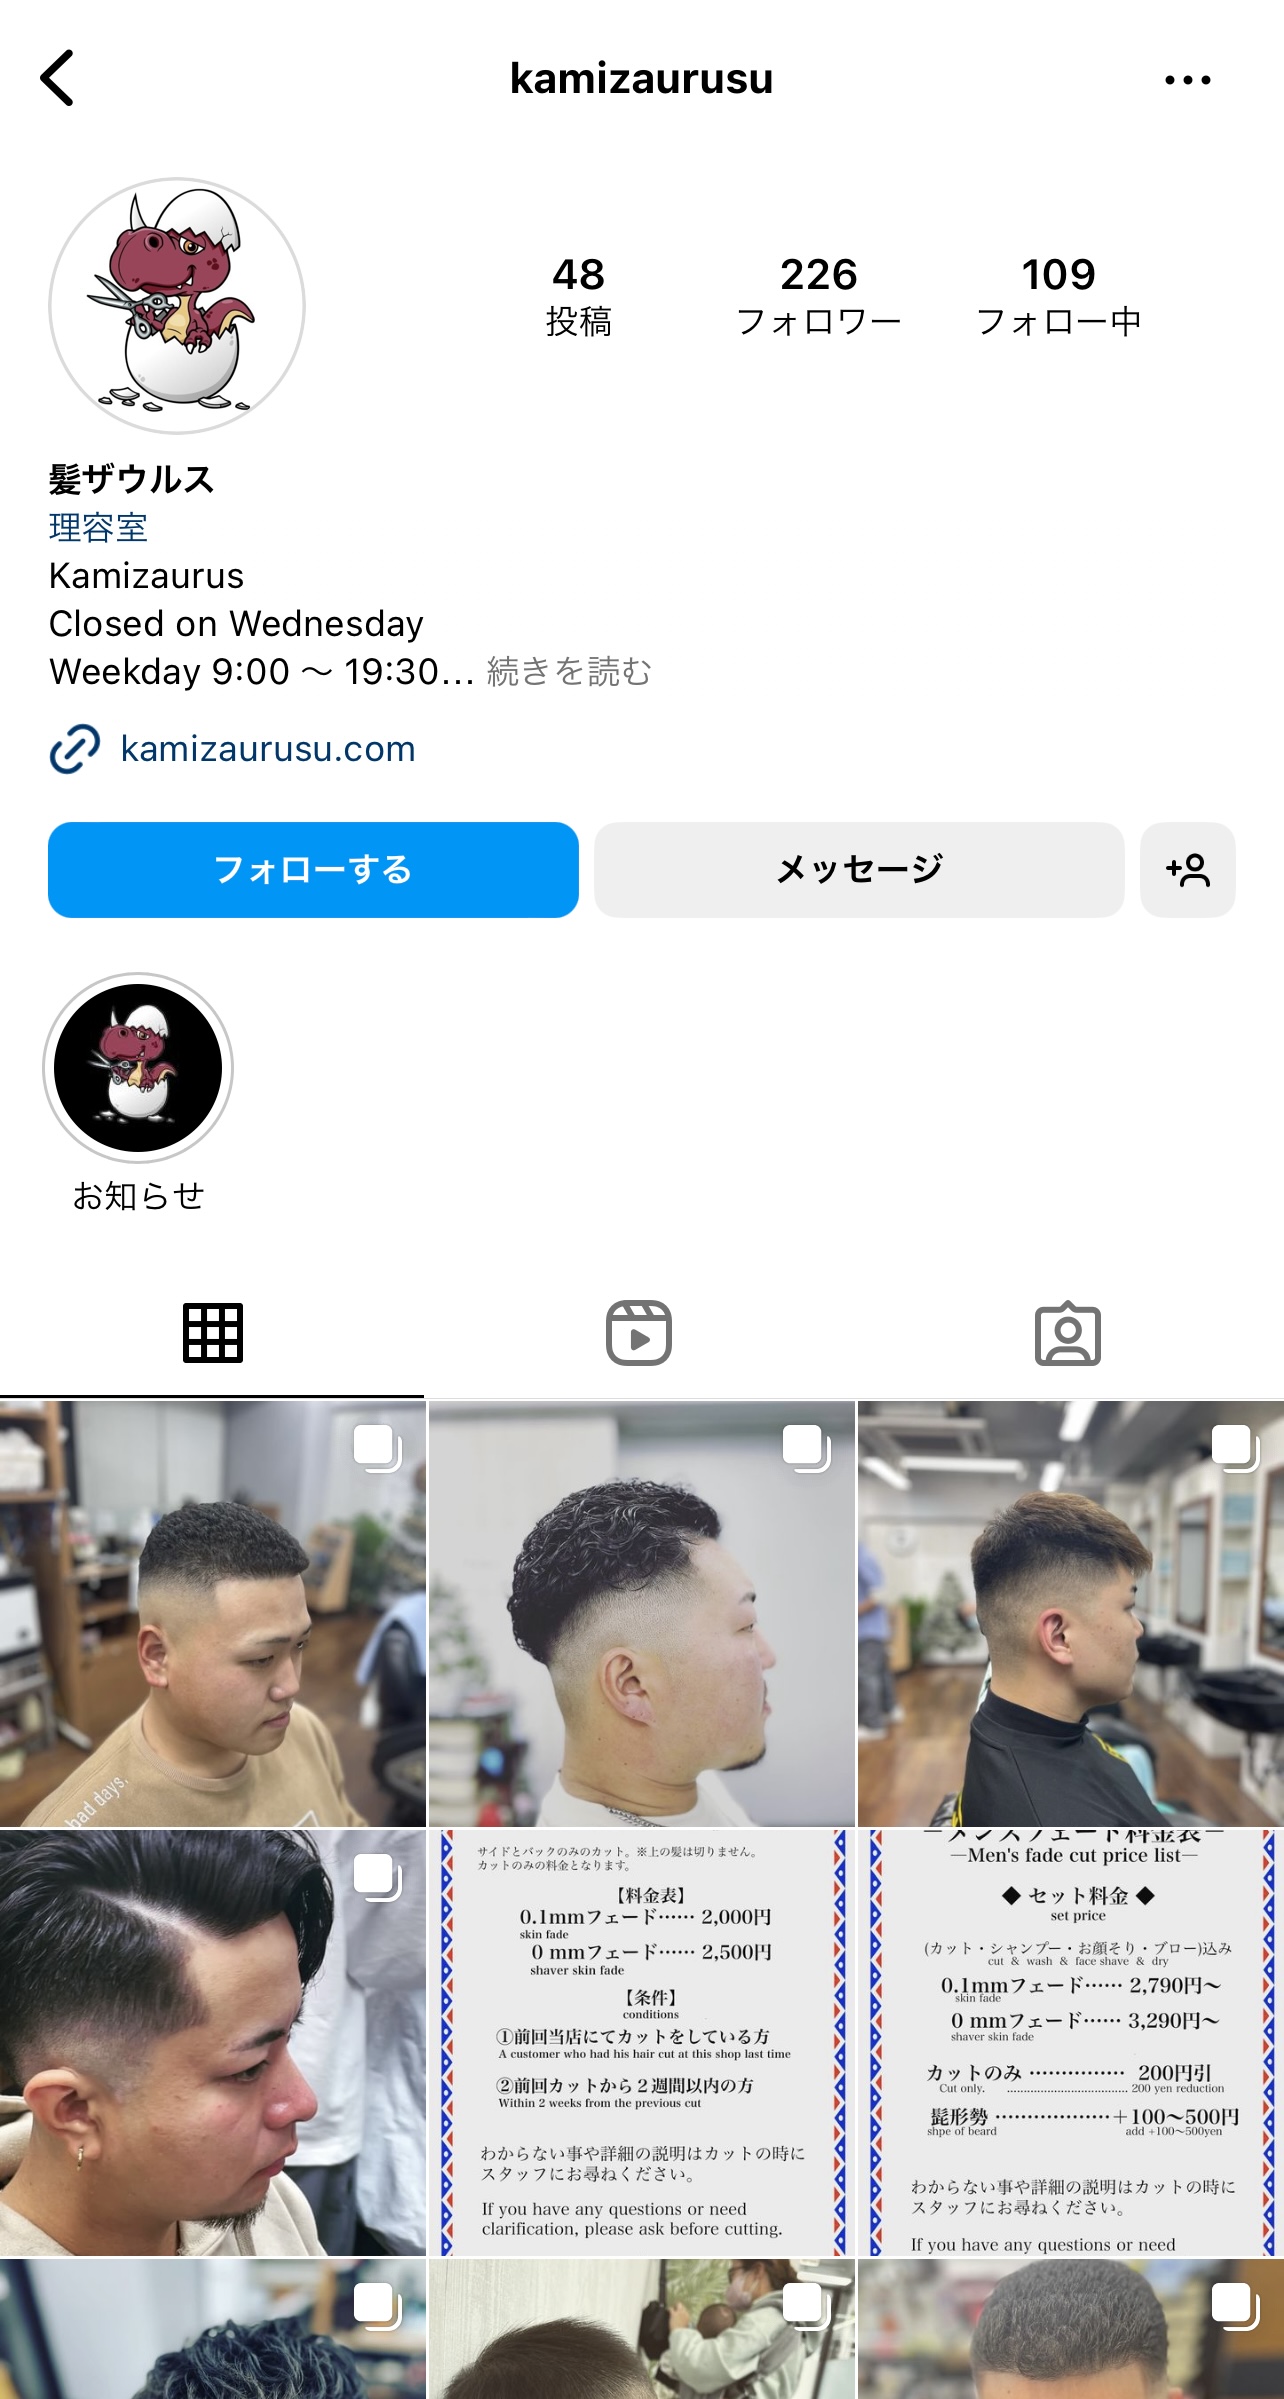 kamizaurusu
48
投稿
226
フォロワー
109
フォロー中
髪ザウルス
理容室
Kamizaurus
Closed on Wednesday
Weekday 9:00 〜 19:30... 続きを読む
kamizaurusu.com
フォローする
メッセージ
お知らせ
bad days.
サイドとバックのみのカット。※上の髪は切りません。
カットのみの料金となります。
【料金表】
0.1mmフェード…… 2,000円
skin fade
0 mmフェード…… 2,500円
shaver skin fade
【条件】
conditions
①前回当店にてカットをしている方
A customer who had his hair cut at this shop last time
②前回カットから２週間以内の方
Within 2 weeks from the previous cut
わからない事や詳細の説明はカットの時に
スタッフにお尋ねください。
If you have any questions or need
clarification, please ask before cutting.
―メンズフェード料金表―
―Men's fade cut price list―
◆ セット料金 ◆
set price
(カット・シャンプー・お顔そり・ブロー)込み
cut & wash & face shave & dry
0.1mmフェード…… 2,790円〜
skin fade
0 mmフェード…… 3,290円〜
shaver skin fade
カットのみ …………… 200円引
Cut only. ........................................ 200 yen reduction
髭形勢 ………………＋100〜500円
shpe of beard add +100〜500yen
わからない事や詳細の説明はカットの時に
スタッフにお尋ねください。
If you have any questions or need